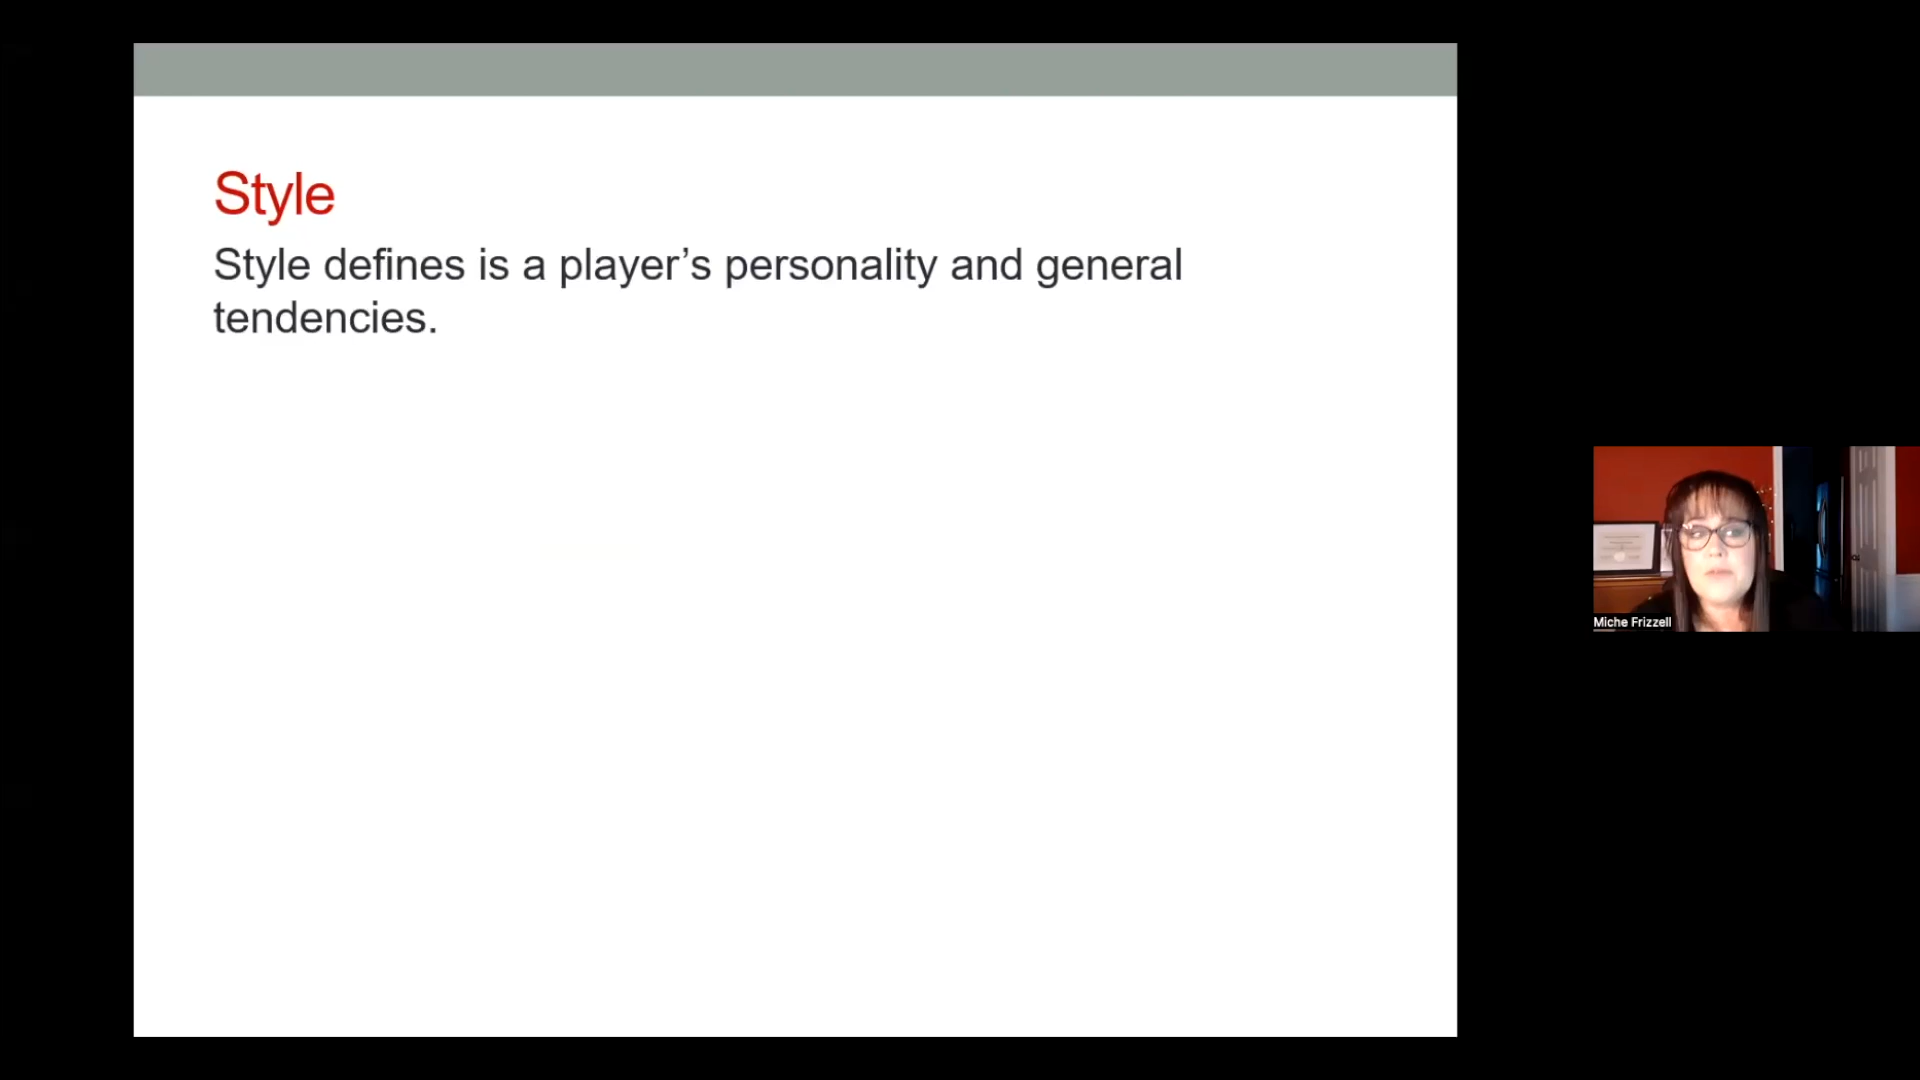 Style
Style defines is a player’s personality and general
tendencies.
Miche Frizzell